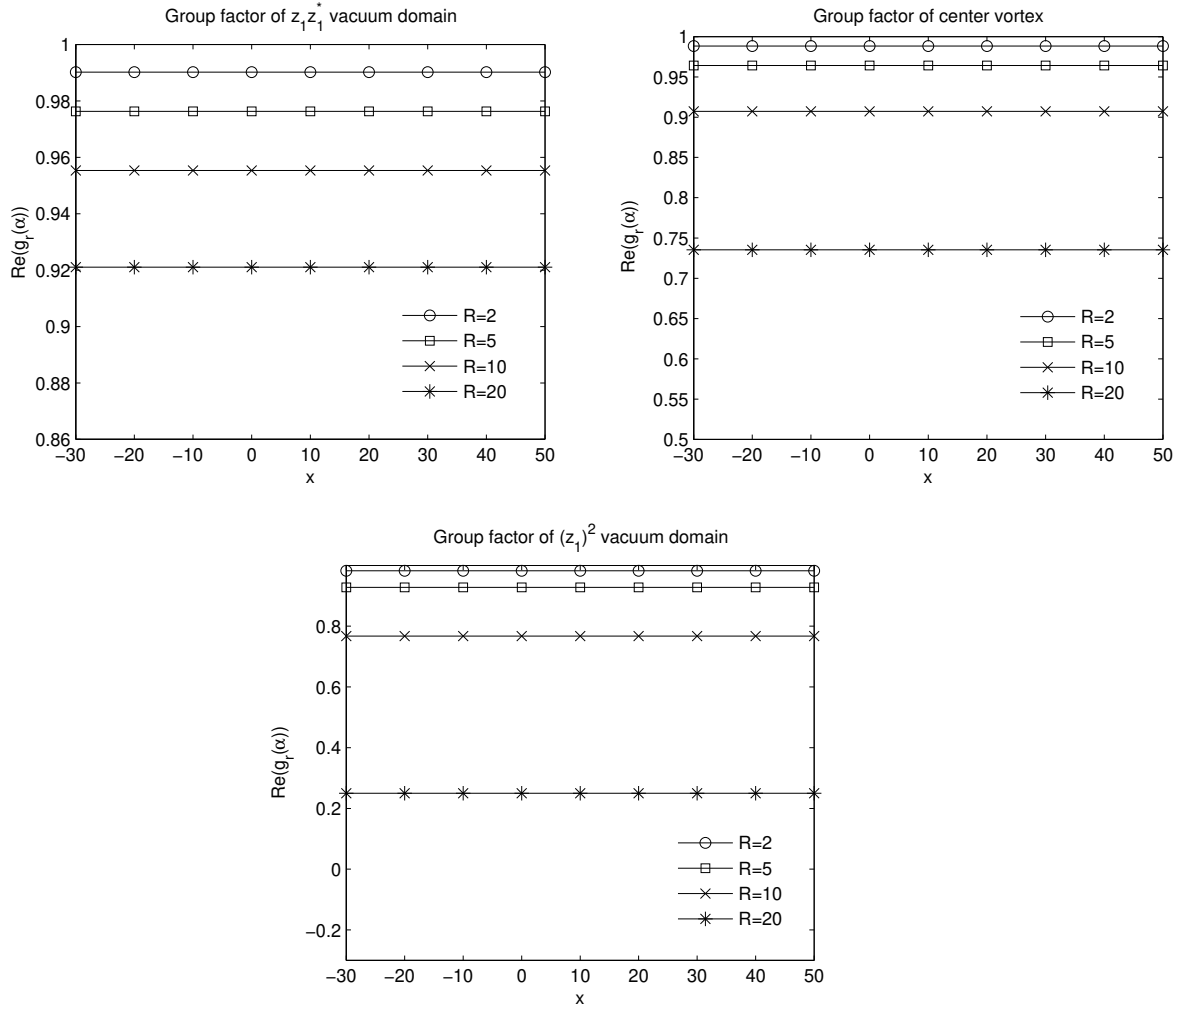 Group factor of z₁z₁* vacuum domain
1
0.98
0.96
0.94
0.92
0.9
0.88
0.86
Re(gᵣ(α))
R=2
R=5
R=10
R=20
−30 −20 −10 0 10 20 30 40 50
x
Group factor of center vortex
1
0.95
0.9
0.85
0.8
0.75
0.7
0.65
0.6
0.55
0.5
Re(gᵣ(α))
R=2
R=5
R=10
R=20
−30 −20 −10 0 10 20 30 40 50
x
Group factor of (z₁)² vacuum domain
0.8
0.6
0.4
0.2
0
−0.2
Re(gᵣ(α))
R=2
R=5
R=10
R=20
−30 −20 −10 0 10 20 30 40 50
x